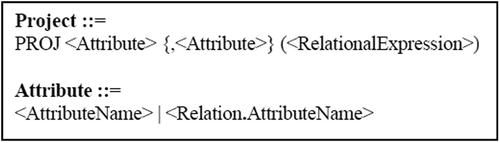 Project ::=
PROJ <Attribute> {,<Attribute>} (<RelationalExpression>)
Attribute ::=
<AttributeName> | <Relation.AttributeName>